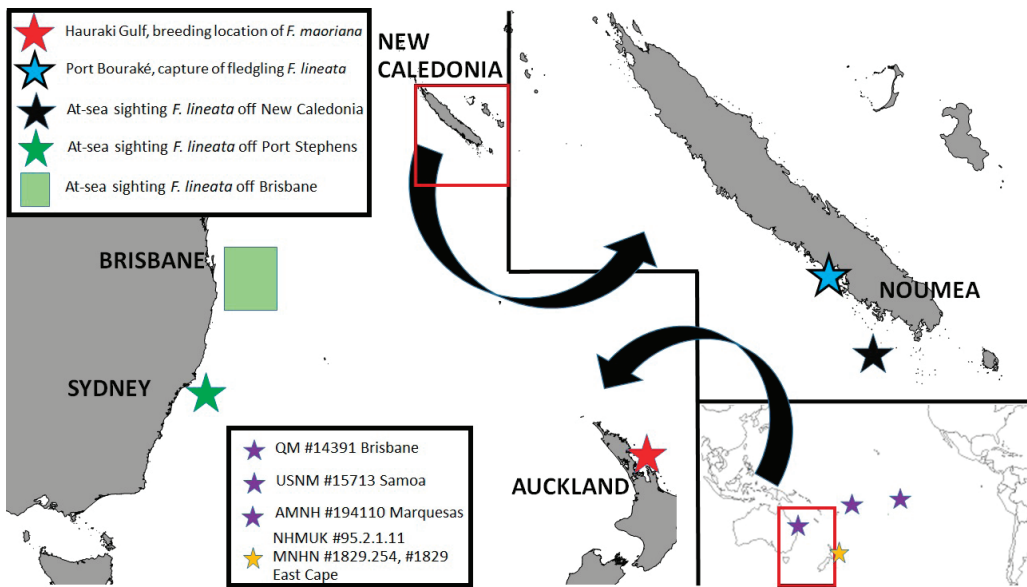 Hauraki Gulf, breeding location of F. maoriana
Port Bouraké, capture of fledgling F. lineata
At-sea sighting F. lineata off New Caledonia
At-sea sighting F. lineata off Port Stephens
At-sea sighting F. lineata off Brisbane
NEW
CALEDONIA
BRISBANE
NOUMEA
SYDNEY
AUCKLAND
QM #14391 Brisbane
USNM #15713 Samoa
AMNH #194110 Marquesas
NHMUK #95.2.1.11
MNHN #1829.254, #1829
East Cape